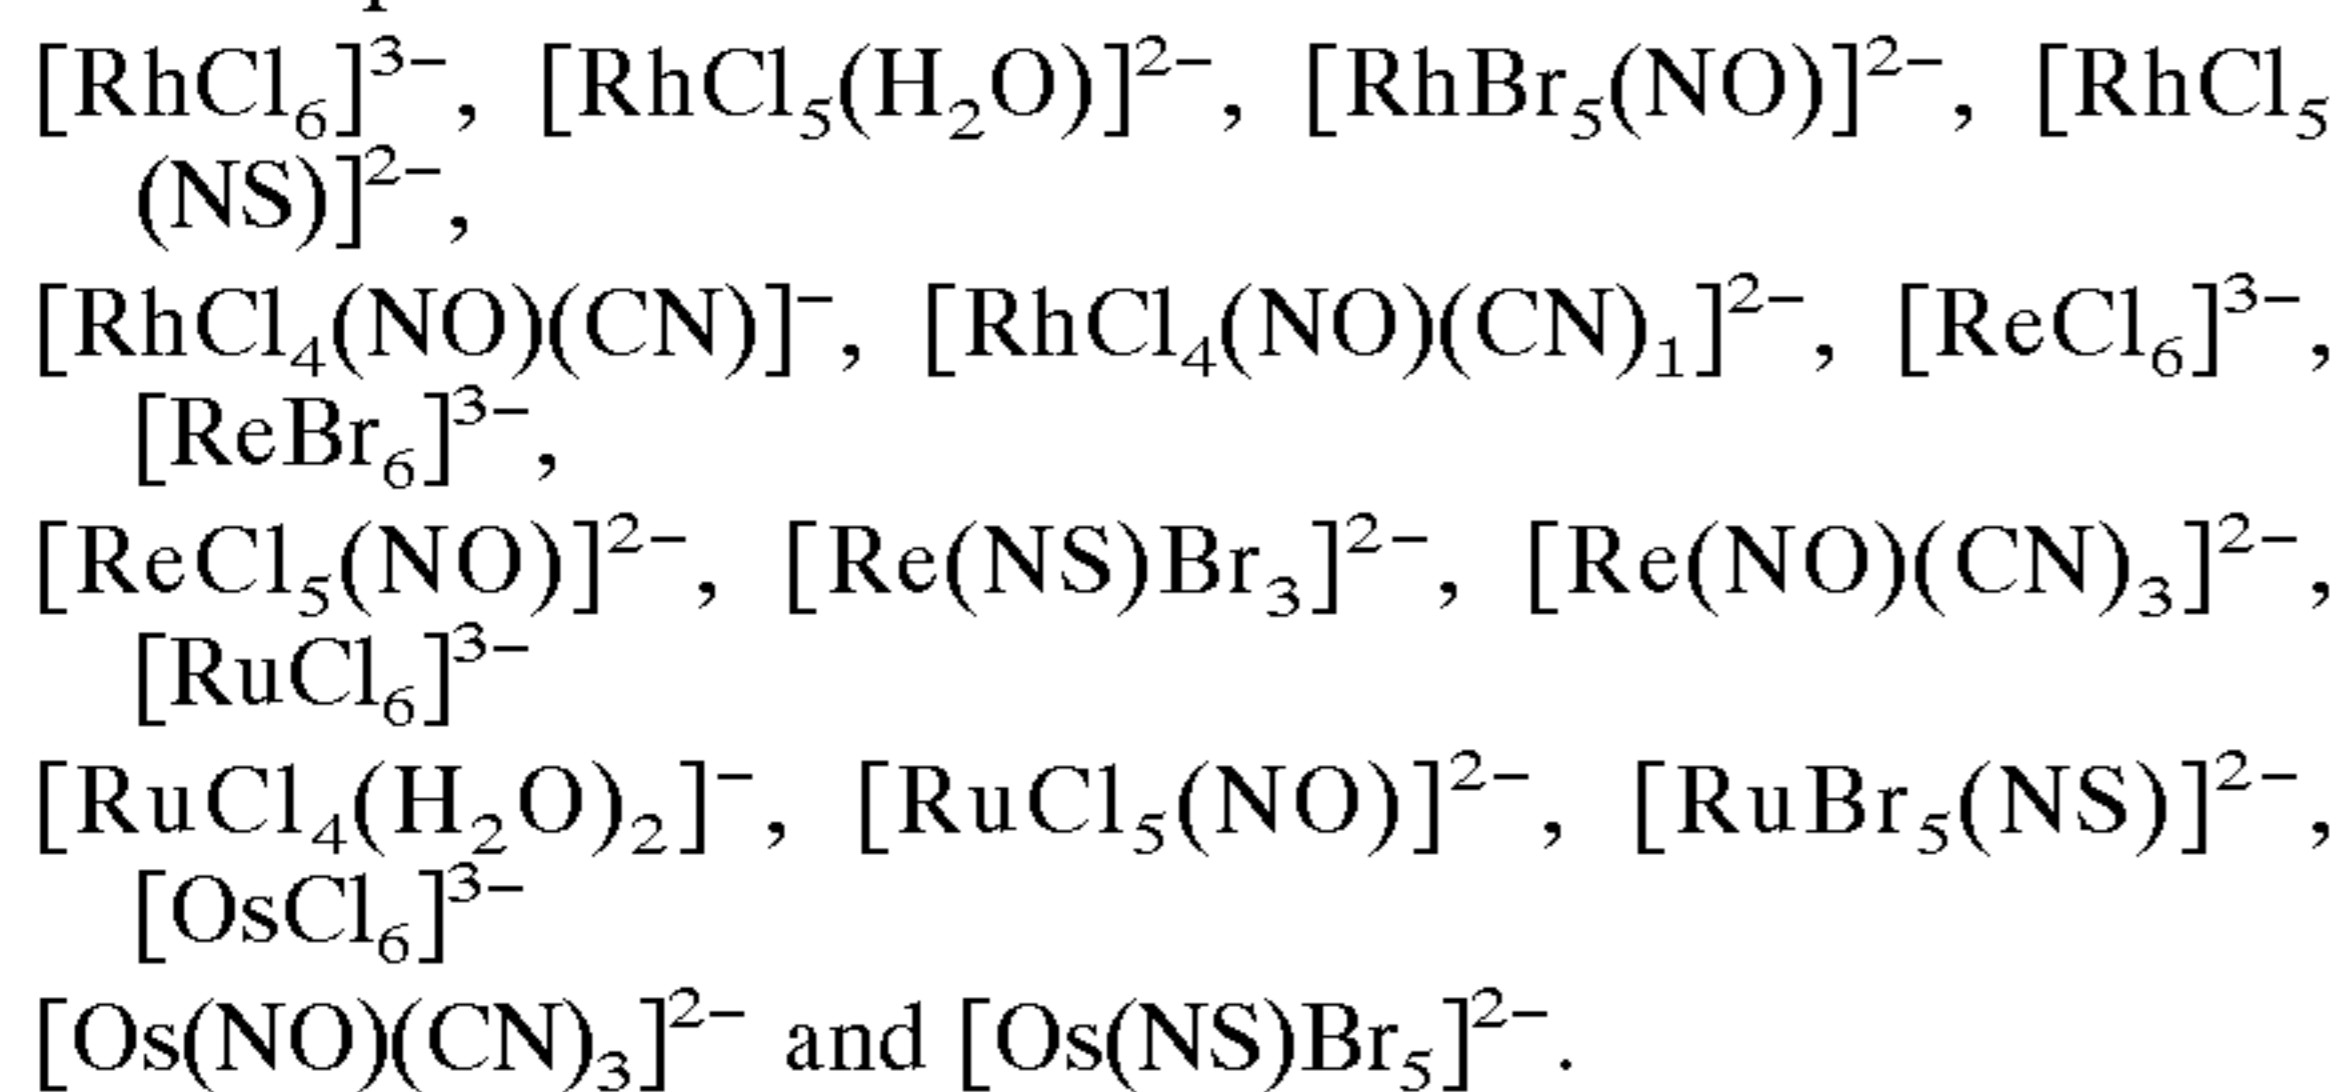 [RhCl₆]³⁻, [RhCl₅(H₂O)]²⁻, [RhBr₅(NO)]²⁻, [RhCl₅
(NS)]²⁻,
[RhCl₄(NO)(CN)]⁻, [RhCl₄(NO)(CN)₁]²⁻, [ReCl₆]³⁻,
[ReBr₆]³⁻,
[ReCl₅(NO)]²⁻, [Re(NS)Br₃]²⁻, [Re(NO)(CN)₃]²⁻,
[RuCl₆]³⁻
[RuCl₄(H₂O)₂]⁻, [RuCl₅(NO)]²⁻, [RuBr₅(NS)]²⁻,
[OsCl₆]³⁻
[Os(NO)(CN)₃]²⁻ and [Os(NS)Br₅]²⁻.